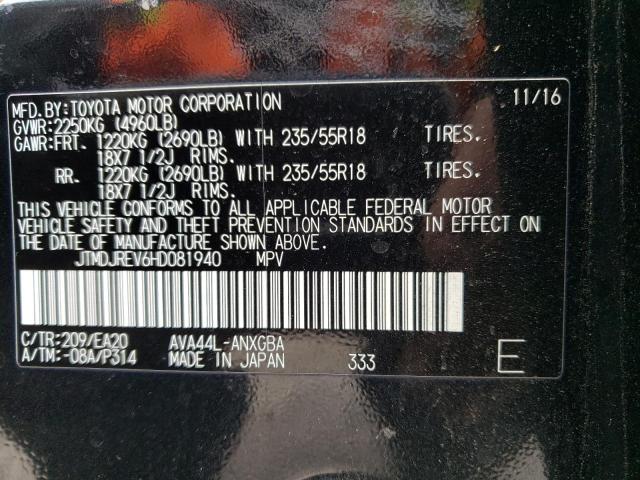 MFD.BY:TOYOTA MOTOR CORPORATION 11/16
GVWR:2250KG (4960LB)
GAWR:FRT. 1220KG (2690LB) WITH 235/55R18 TIRES.
18X7 1/2J RIMS.
RR. 1220KG (2690LB) WITH 235/55R18 TIRES.
18X7 1/2J RIMS.
THIS VEHICLE CONFORMS TO ALL APPLICABLE FEDERAL MOTOR
VEHICLE SAFETY AND THEFT PREVENTION STANDARDS IN EFFECT ON
THE DATE OF MANUFACTURE SHOWN ABOVE.
JTMDJREV6HD081940 MPV
C/TR:209/EA20 AVA44L-ANXGBA
A/TM:-08A/P314 MADE IN JAPAN 333 E